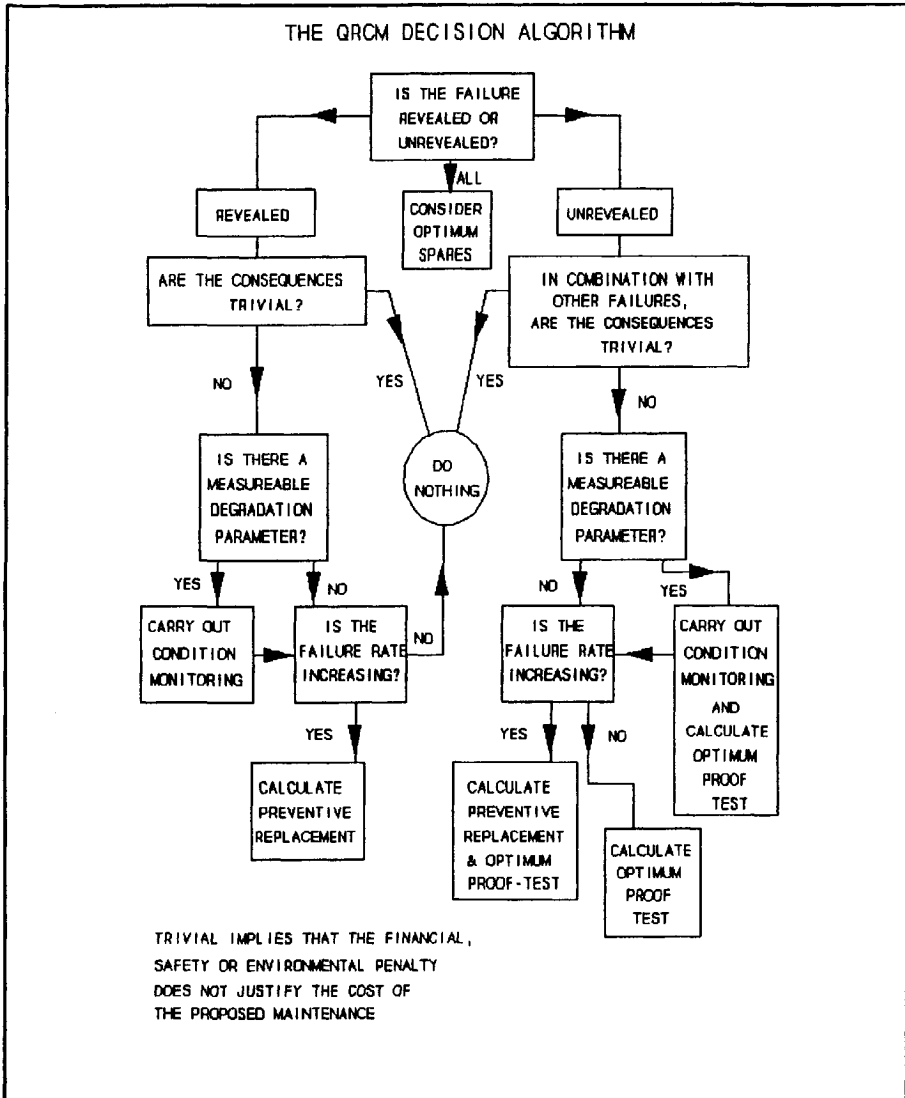 THE QRCM DECISION ALGORITHM
IS THE FAILURE
REVEALED OR
UNREVEALED?
ALL
REVEALED
CONSIDER
OPTIMUM
SPARES
UNREVEALED
ARE THE CONSEQUENCES
TRIVIAL?
IN COMBINATION WITH
OTHER FAILURES,
ARE THE CONSEQUENCES
TRIVIAL?
NO
YES
YES
NO
IS THERE A
MEASUREABLE
DEGRADATION
PARAMETER?
DO
NOTHING
IS THERE A
MEASUREABLE
DEGRADATION
PARAMETER?
YES
NO
NO
YES
CARRY OUT
CONDITION
MONITORING
IS THE
FAILURE RATE
INCREASING?
NO
IS THE
FAILURE RATE
INCREASING?
CARRY OUT
CONDITION
MONITORING
AND
CALCULATE
OPTIMUM
PROOF
TEST
YES
YES
NO
CALCULATE
PREVENTIVE
REPLACEMENT
CALCULATE
PREVENTIVE
REPLACEMENT
& OPTIMUM
PROOF-TEST
CALCULATE
OPTIMUM
PROOF
TEST
TRIVIAL IMPLIES THAT THE FINANCIAL,
SAFETY OR ENVIRONMENTAL PENALTY
DOES NOT JUSTIFY THE COST OF
THE PROPOSED MAINTENANCE